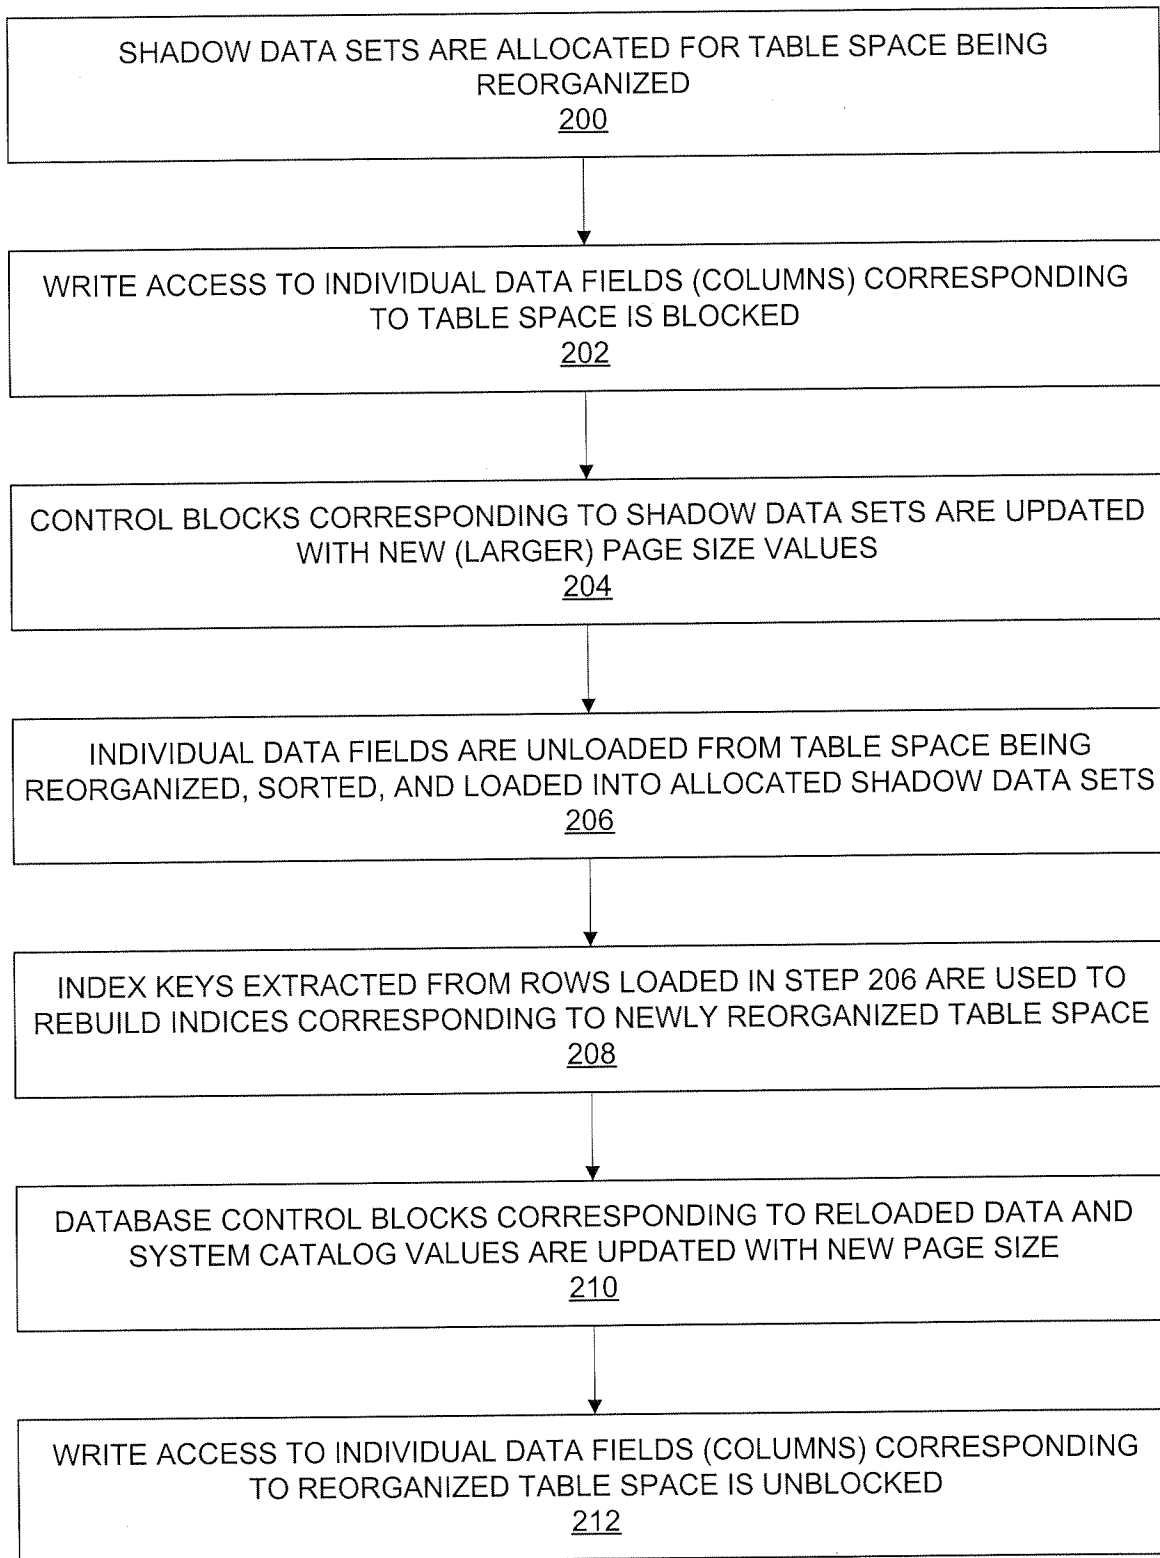 SHADOW DATA SETS ARE ALLOCATED FOR TABLE SPACE BEING
REORGANIZED
200
WRITE ACCESS TO INDIVIDUAL DATA FIELDS (COLUMNS) CORRESPONDING
TO TABLE SPACE IS BLOCKED
202
CONTROL BLOCKS CORRESPONDING TO SHADOW DATA SETS ARE UPDATED
WITH NEW (LARGER) PAGE SIZE VALUES
204
INDIVIDUAL DATA FIELDS ARE UNLOADED FROM TABLE SPACE BEING
REORGANIZED, SORTED, AND LOADED INTO ALLOCATED SHADOW DATA SETS
206
INDEX KEYS EXTRACTED FROM ROWS LOADED IN STEP 206 ARE USED TO
REBUILD INDICES CORRESPONDING TO NEWLY REORGANIZED TABLE SPACE
208
DATABASE CONTROL BLOCKS CORRESPONDING TO RELOADED DATA AND
SYSTEM CATALOG VALUES ARE UPDATED WITH NEW PAGE SIZE
210
WRITE ACCESS TO INDIVIDUAL DATA FIELDS (COLUMNS) CORRESPONDING
TO REORGANIZED TABLE SPACE IS UNBLOCKED
212